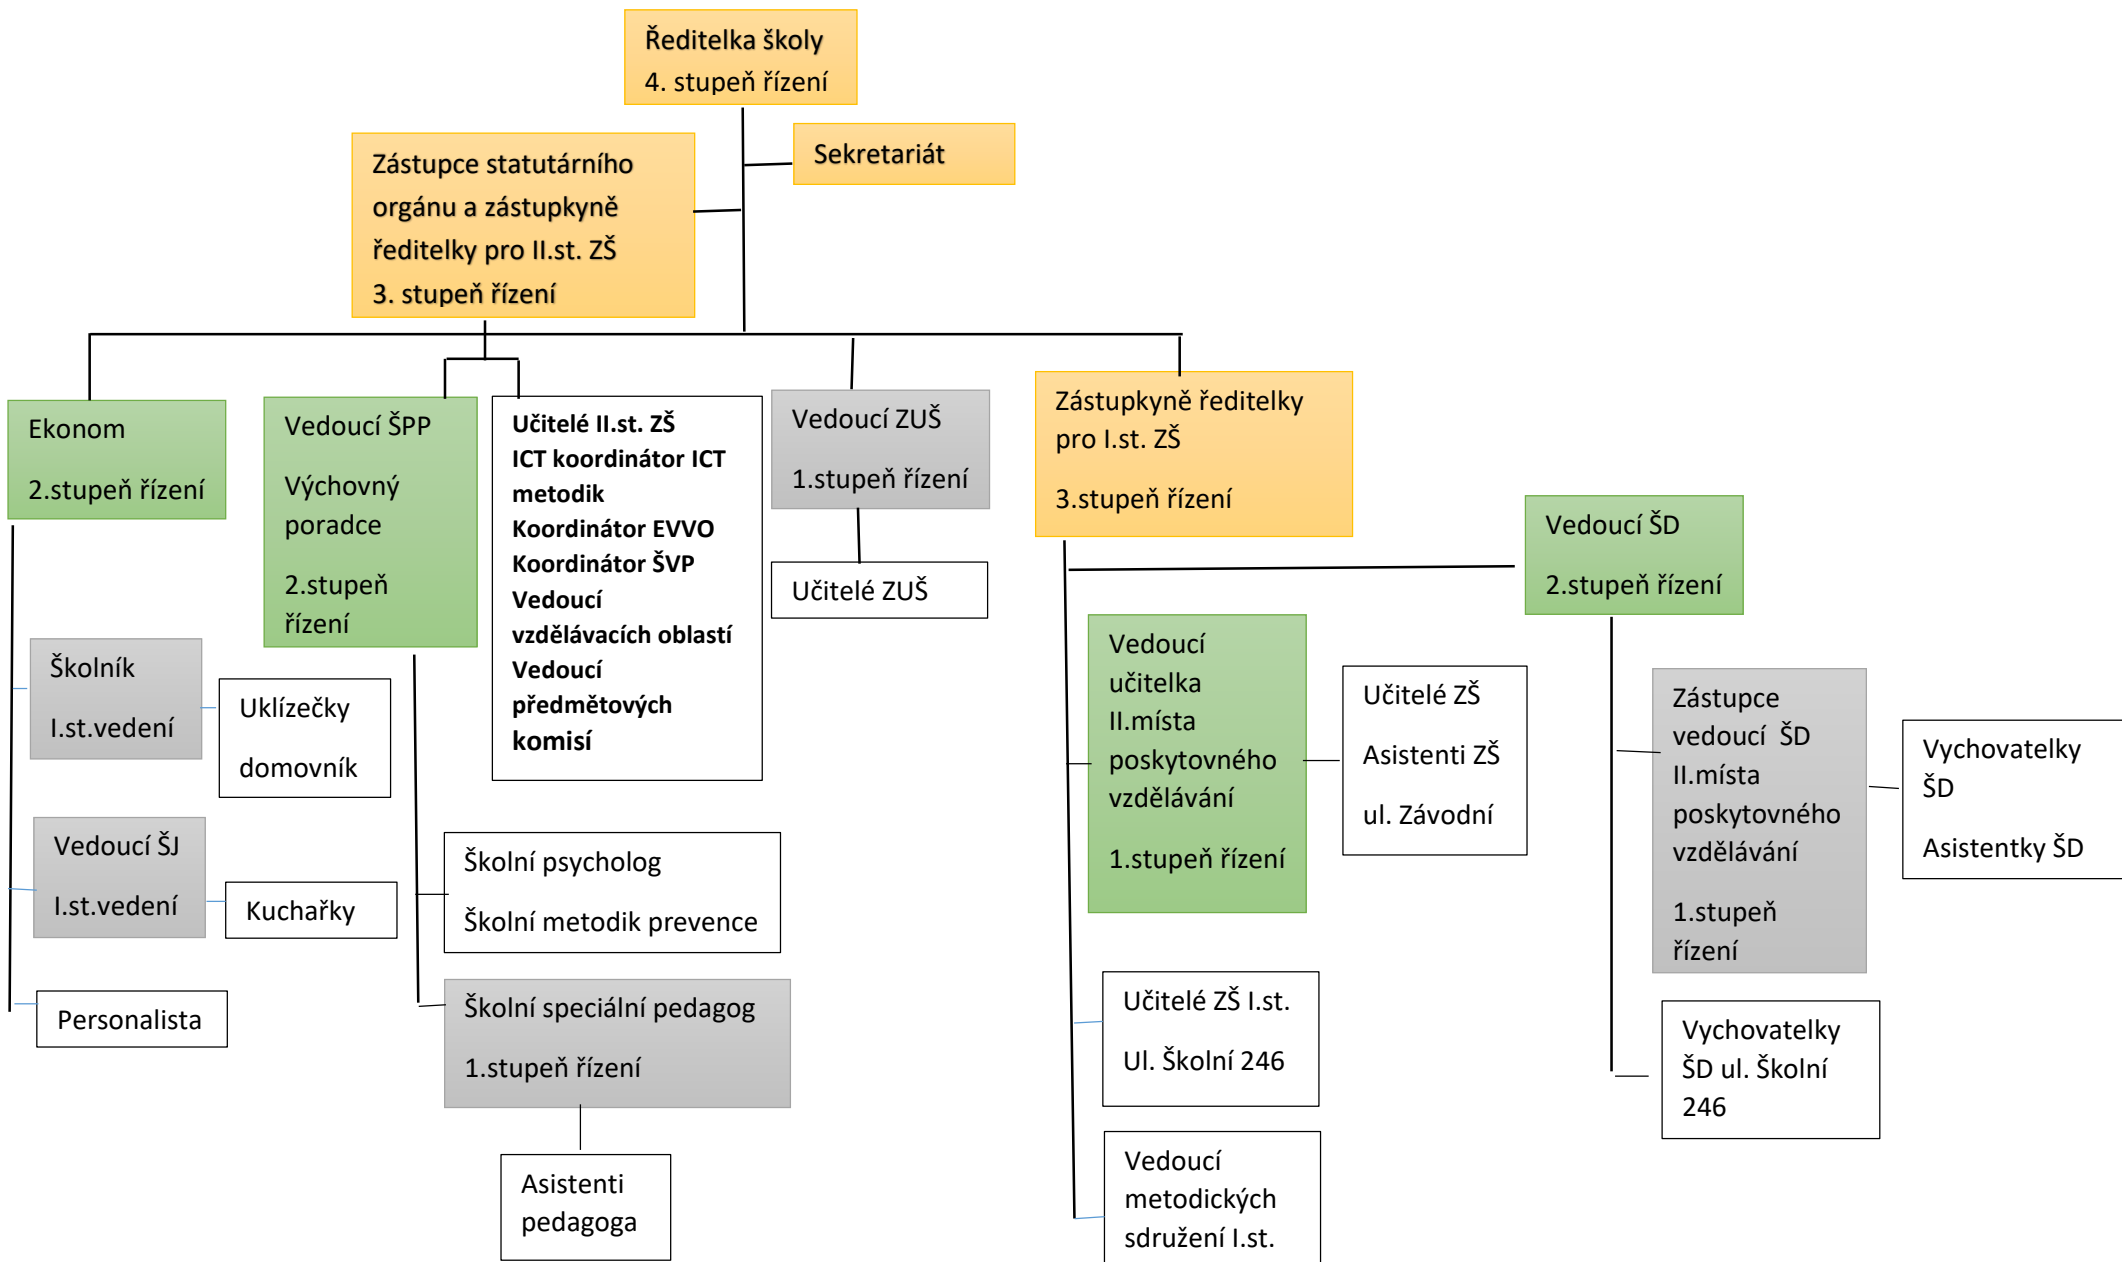 Ředitelka školy
4. stupeň řízení
Sekretariát
Zástupce statutárního
orgánu a zástupkyně
ředitelky pro II.st. ZŠ
3. stupeň řízení
Ekonom
2.stupeň řízení
Vedoucí ŠPP
Výchovný
poradce
2.stupeň
řízení
Učitelé II.st. ZŠ
ICT koordinátor ICT
metodik
Koordinátor EVVO
Koordinátor ŠVP
Vedoucí
vzdělávacích oblastí
Vedoucí
předmětových
komisí
Vedoucí ZUŠ
1.stupeň řízení
Učitelé ZUŠ
Zástupkyně ředitelky
pro I.st. ZŠ
3.stupeň řízení
Vedoucí ŠD
2.stupeň řízení
Školník
I.st.vedení
Uklízečky
domovník
Vedoucí ŠJ
I.st.vedení
Kuchařky
Personalista
Školní psycholog
Školní metodik prevence
Školní speciální pedagog
1.stupeň řízení
Asistenti
pedagoga
Vedoucí
učitelka
II.místa
poskytovného
vzdělávání
1.stupeň řízení
Učitelé ZŠ
Asistenti ZŠ
ul. Závodní
Učitelé ZŠ I.st.
Ul. Školní 246
Vedoucí
metodických
sdružení I.st.
Zástupce
vedoucí  ŠD
II.místa
poskytovného
vzdělávání
1.stupeň
řízení
Vychovatelky
ŠD
Asistentky ŠD
Vychovatelky
ŠD ul. Školní
246